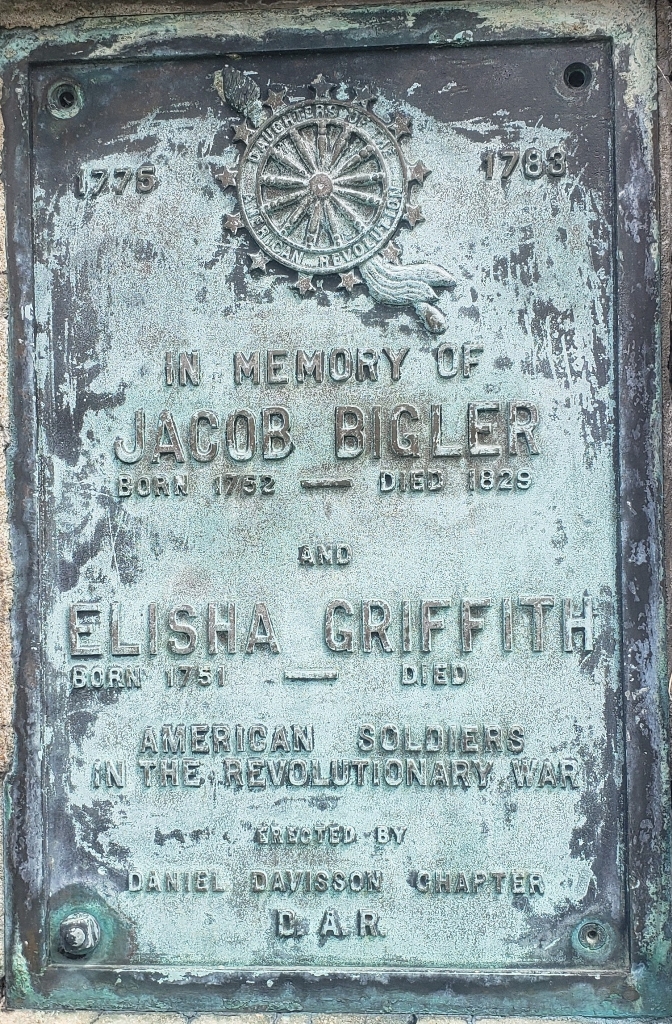 1775
DAUGHTERS OF THE
AMERICAN REVOLUTION
1783
IN MEMORY OF
JACOB BIGLER
BORN 1752 — DIED 1829
AND
ELISHA GRIFFITH
BORN 1751 — DIED
AMERICAN SOLDIERS
IN THE REVOLUTIONARY WAR
ERECTED BY
DANIEL DAVISSON CHAPTER
D.A.R.